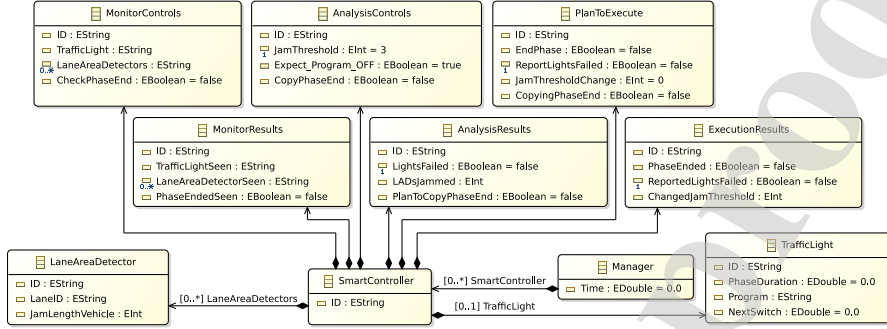 MonitorControls
ID : EString
TrafficLight : EString
LaneAreaDetectors : EString
0..*
CheckPhaseEnd : EBoolean = false
AnalysisControls
ID : EString
JamThreshold : EInt = 3
1
Expect_Program_OFF : EBoolean = true
CopyPhaseEnd : EBoolean = false
PlanToExecute
ID : EString
EndPhase : EBoolean = false
ReportLightsFailed : EBoolean = false
1
JamThresholdChange : EInt = 0
CopyingPhaseEnd : EBoolean = false
MonitorResults
ID : EString
TrafficLightSeen : EString
LaneAreaDetectorSeen : EString
0..*
PhaseEndedSeen : EBoolean = false
AnalysisResults
ID : EString
LightsFailed : EBoolean = false
1
LADsJammed : EInt
PlanToCopyPhaseEnd : EBoolean = false
ExecutionResults
ID : EString
PhaseEnded : EBoolean = false
ReportedLightsFailed : EBoolean = false
1
ChangedJamThreshold : EInt
LaneAreaDetector
ID : EString
LaneID : EString
JamLengthVehicle : EInt
[0..*] LaneAreaDetectors
SmartController
ID : EString
[0..*] SmartController
[0..1] TrafficLight
Manager
Time : EDouble = 0.0
TrafficLight
ID : EString
PhaseDuration : EDouble = 0.0
Program : EString
NextSwitch : EDouble = 0,0
proo